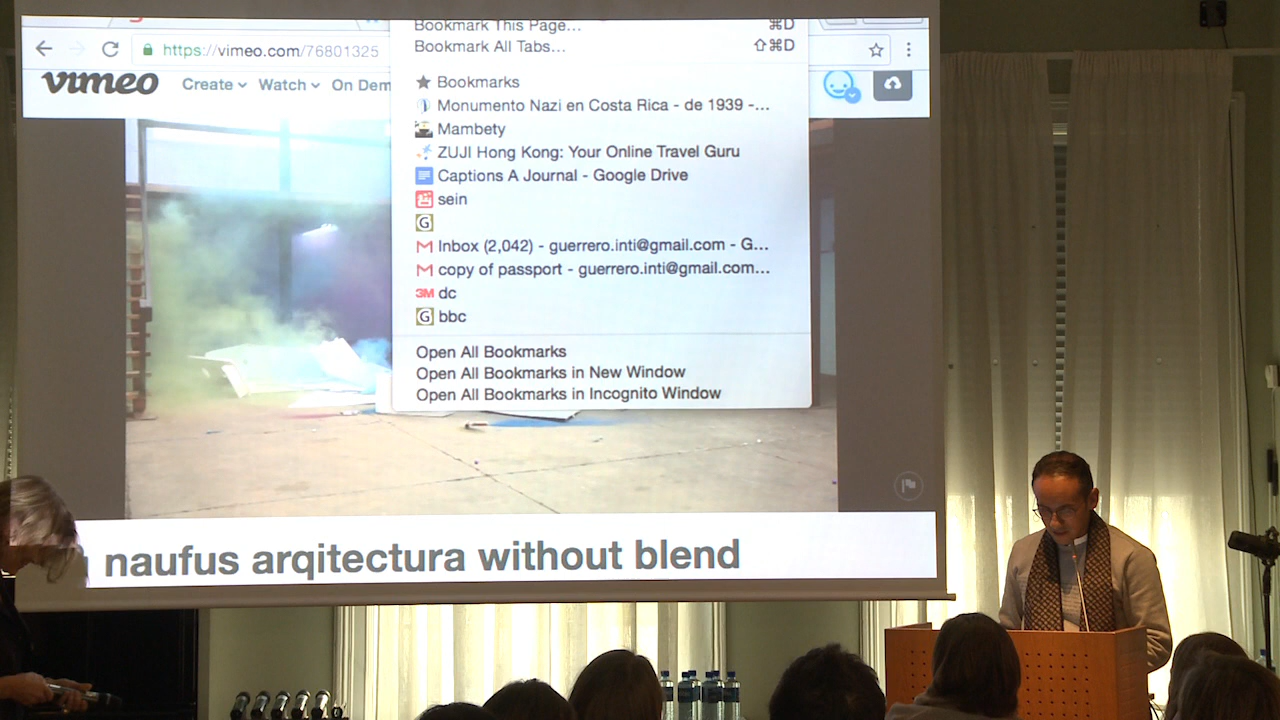 Bookmark This Page... ⌘D
Bookmark All Tabs... ⇧⌘D
https://vimeo.com/76801325
vimeo Create Watch On Dem
Bookmarks
Monumento Nazi en Costa Rica - de 1939 -...
Mambety
ZUJI Hong Kong: Your Online Travel Guru
Captions A Journal - Google Drive
sein
G
Inbox (2,042) - guerrero.inti@gmail.com - G...
copy of passport - guerrero.inti@gmail.com...
3M dc
G bbc
Open All Bookmarks
Open All Bookmarks in New Window
Open All Bookmarks in Incognito Window
naufus arqitectura without blend